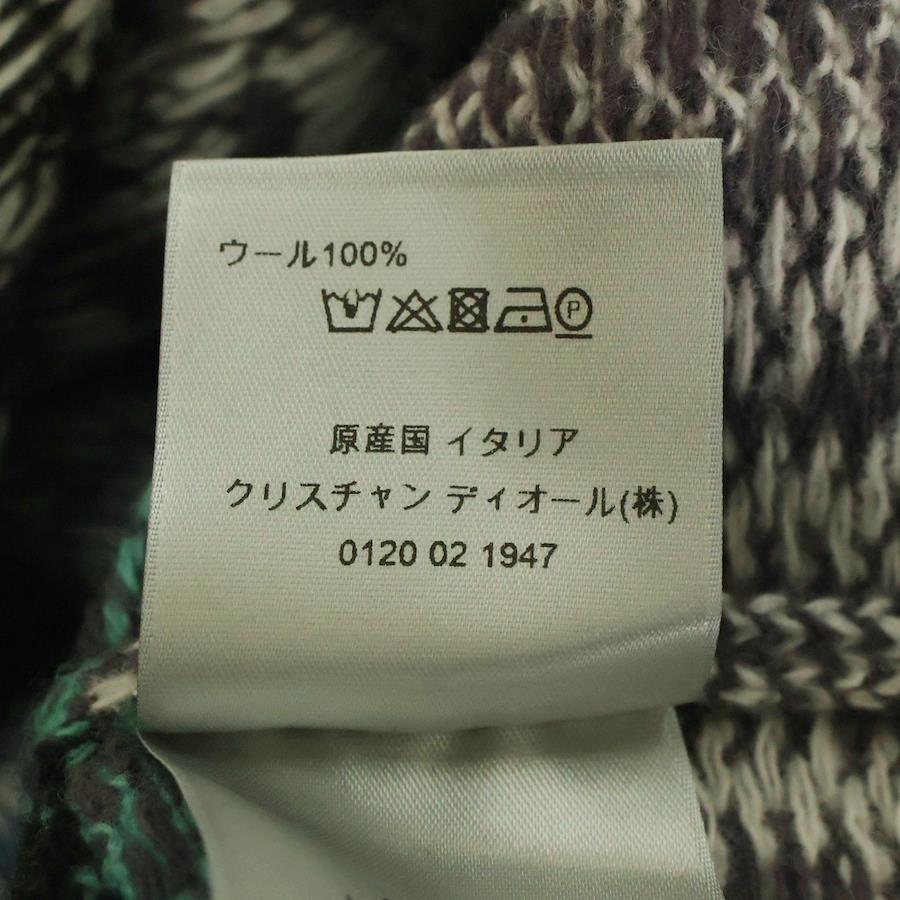 ウール100%
P
原産国 イタリア
クリスチャン ディオール(株)
0120 02 1947